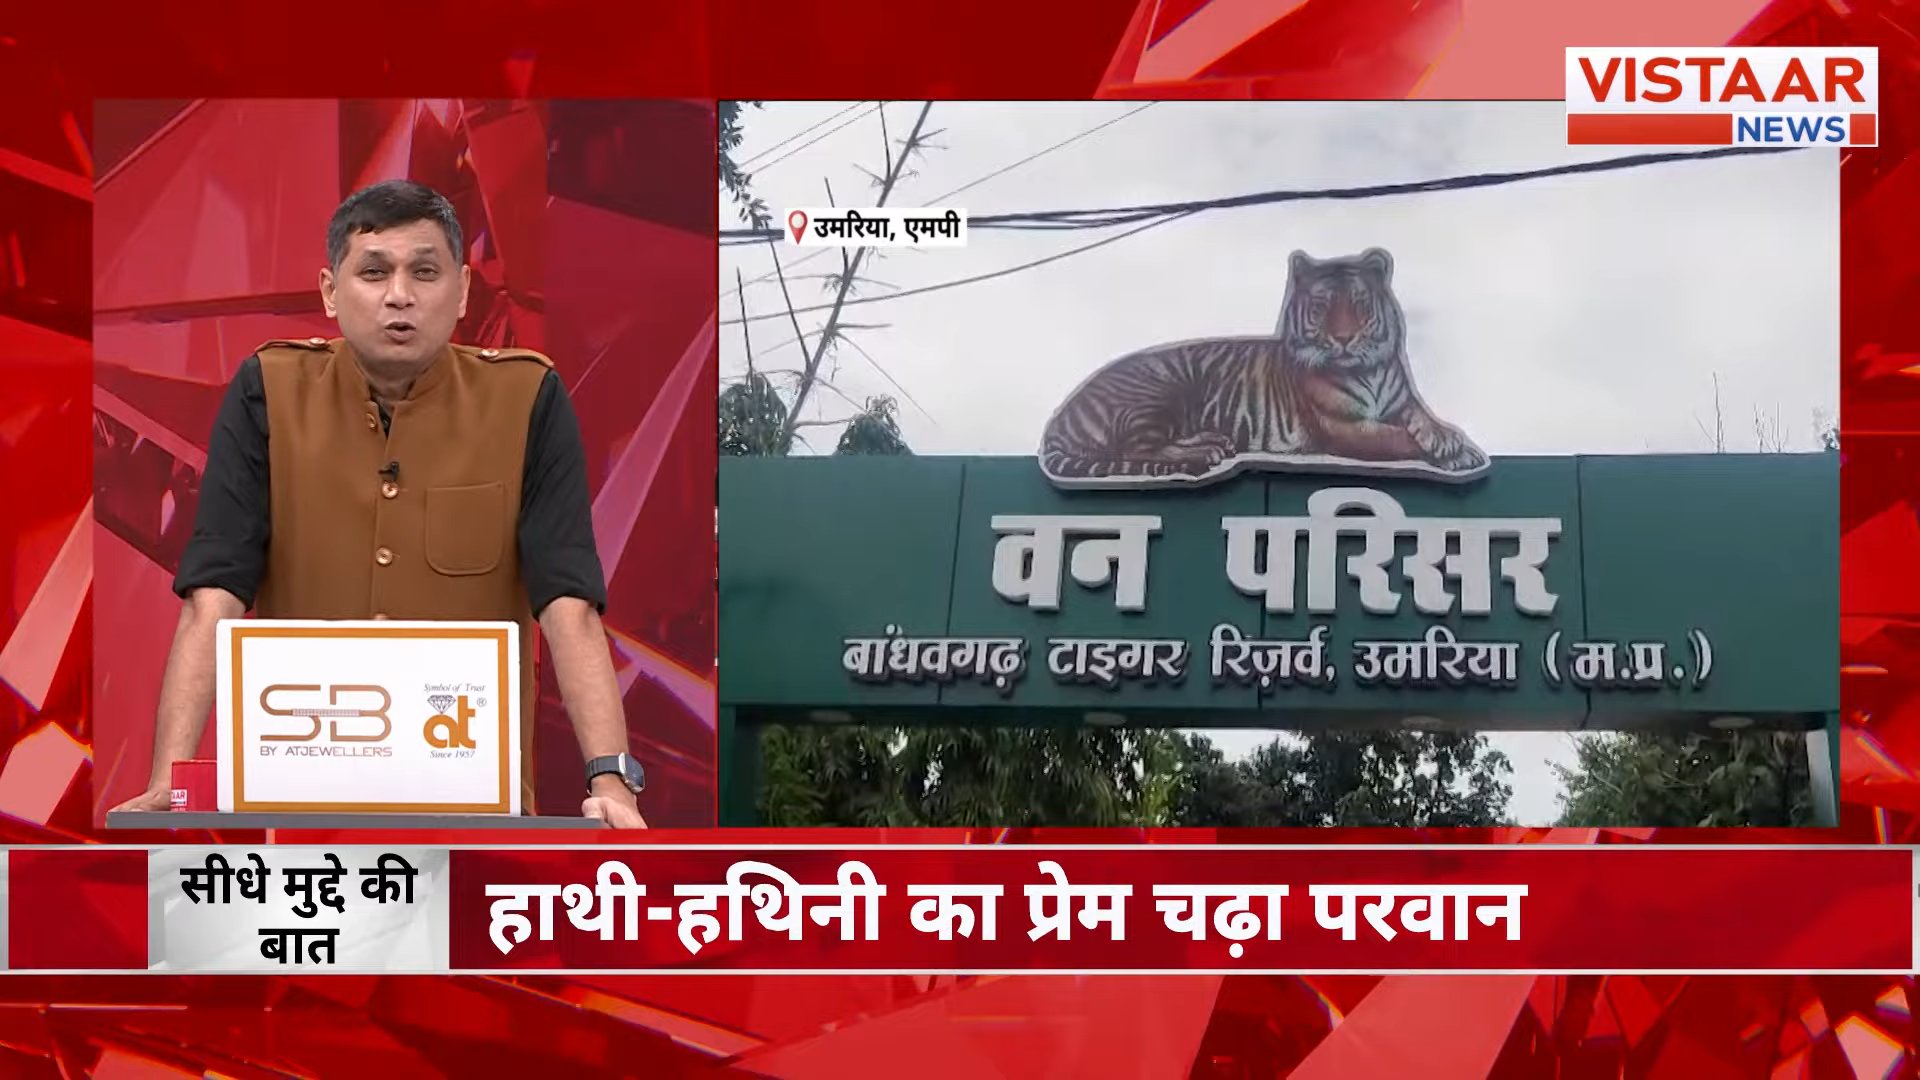 VISTAAR
NEWS
उमरिया, एमपी
वन परिसर
बांधवगढ़ टाइगर रिज़र्व, उमरिया (म.प्र.)
SB
BY ATJEWELLERS
Symbol of Trust
at®
Since 1957
सीधे मुद्दे की
बात
हाथी-हथिनी का प्रेम चढ़ा परवान